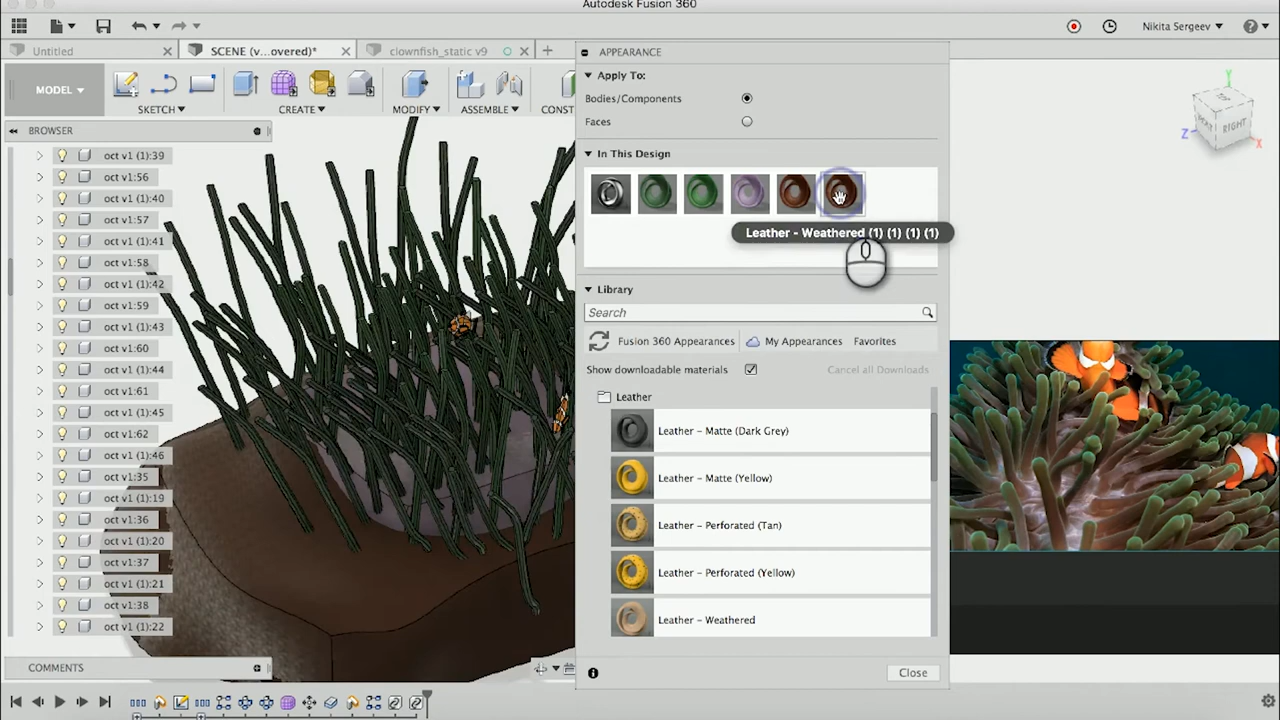 Autodesk Fusion 360
Nikita Sergeev
Untitled
SCENE (v...overed)*
clownfish_static v9
MODEL
SKETCH
CREATE
MODIFY
ASSEMBLE
CONST
BROWSER
oct v1 (1):39
oct v1:56
oct v1 (1):40
oct v1:57
oct v1 (1):41
oct v1:58
oct v1 (1):42
oct v1:59
oct v1 (1):43
oct v1:60
oct v1 (1):44
oct v1:61
oct v1 (1):45
oct v1:62
oct v1 (1):46
oct v1:35
oct v1 (1):19
oct v1:36
oct v1 (1):20
oct v1:37
oct v1 (1):21
oct v1:38
oct v1 (1):22
COMMENTS
APPEARANCE
Apply To:
Bodies/Components
Faces
In This Design
Leather - Weathered (1) (1) (1) (1)
Library
Search
Fusion 360 Appearances
My Appearances
Favorites
Show downloadable materials
Cancel all Downloads
Leather
Leather - Matte (Dark Grey)
Leather - Matte (Yellow)
Leather - Perforated (Tan)
Leather - Perforated (Yellow)
Leather - Weathered
Close
RIGHT
Y
Z
X